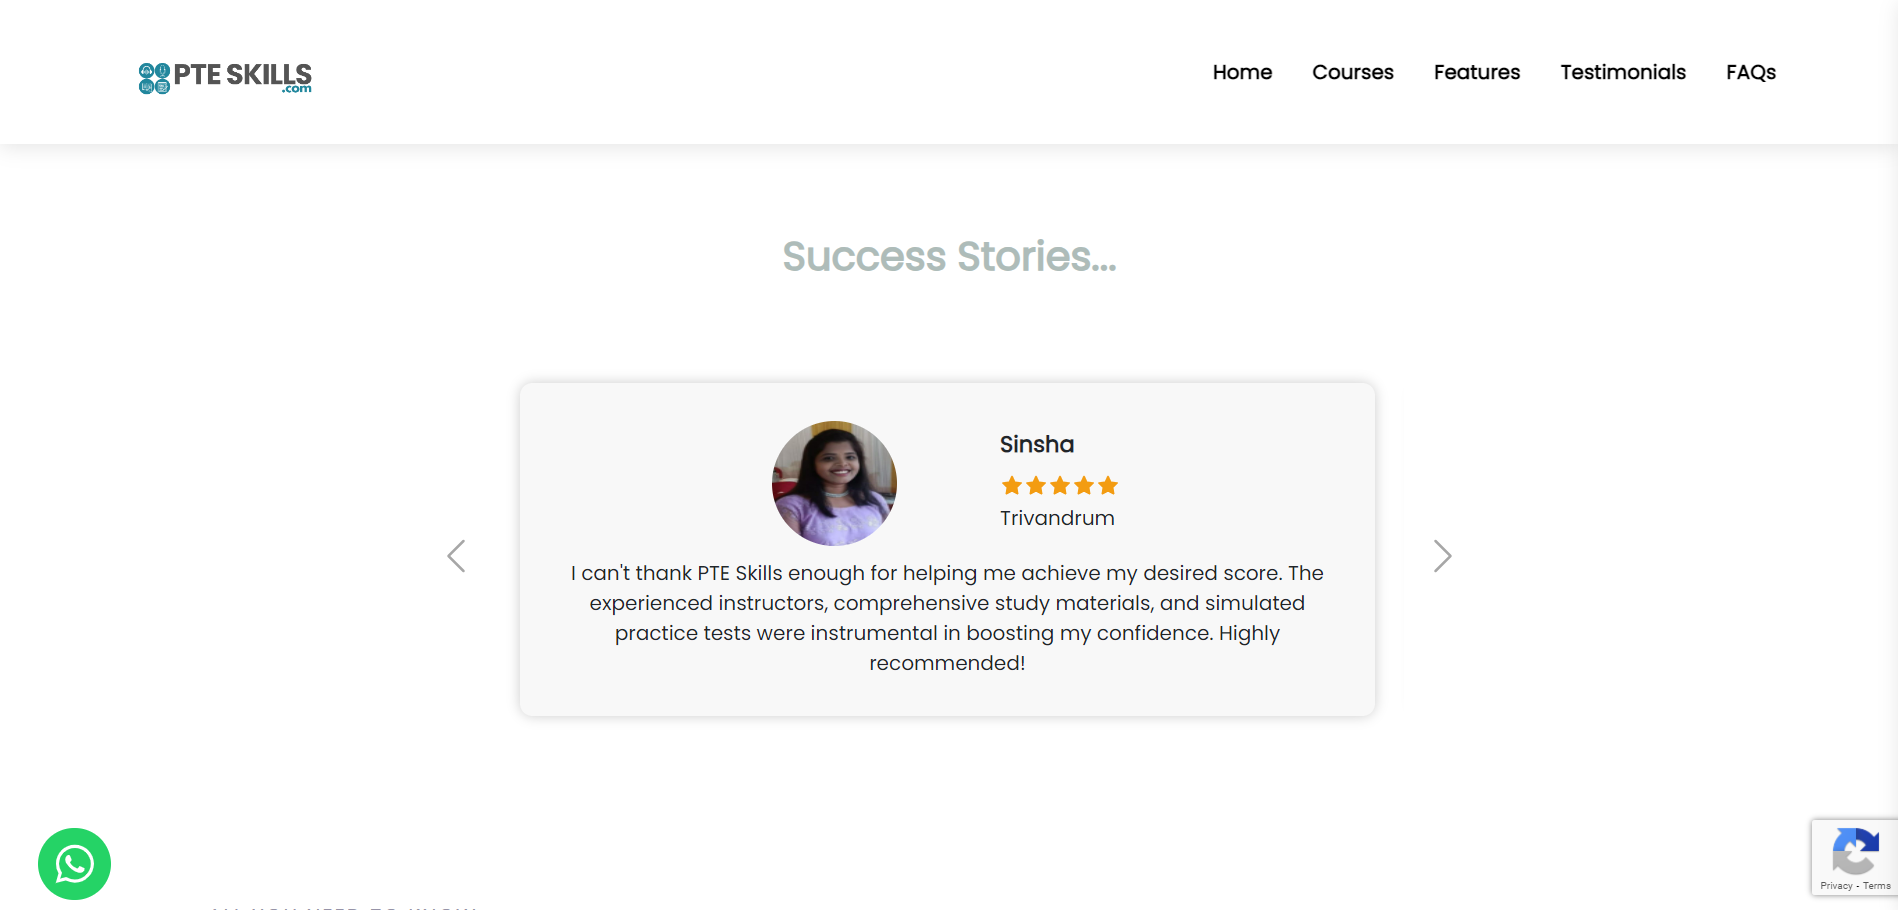 PTE SKILLS
.com
Home Courses Features Testimonials FAQs
Success Stories...
Sinsha
Trivandrum
I can't thank PTE Skills enough for helping me achieve my desired score. The
experienced instructors, comprehensive study materials, and simulated
practice tests were instrumental in boosting my confidence. Highly
recommended!
Privacy - Terms